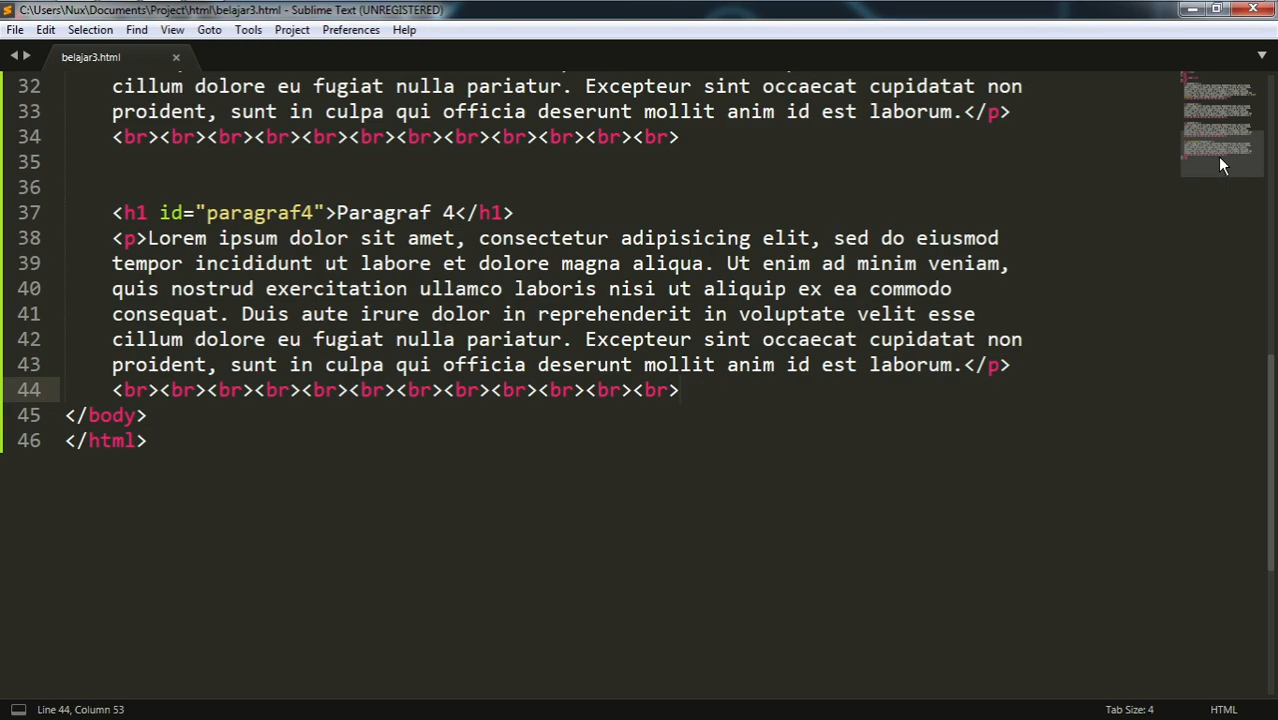 C:\Users\Nux\Documents\Project\html\belajar3.html - Sublime Text (UNREGISTERED)
File Edit Selection Find View Goto Tools Project Preferences Help
belajar3.html
32 cillum dolore eu fugiat nulla pariatur. Excepteur sint occaecat cupidatat non
33 proident, sunt in culpa qui officia deserunt mollit anim id est laborum.</p>
34 <br><br><br><br><br><br><br><br><br><br><br><br>
35
36
37 <h1 id="paragraf4">Paragraf 4</h1>
38 <p>Lorem ipsum dolor sit amet, consectetur adipisicing elit, sed do eiusmod
39 tempor incididunt ut labore et dolore magna aliqua. Ut enim ad minim veniam,
40 quis nostrud exercitation ullamco laboris nisi ut aliquip ex ea commodo
41 consequat. Duis aute irure dolor in reprehenderit in voluptate velit esse
42 cillum dolore eu fugiat nulla pariatur. Excepteur sint occaecat cupidatat non
43 proident, sunt in culpa qui officia deserunt mollit anim id est laborum.</p>
44 <br><br><br><br><br><br><br><br><br><br><br><br>
45 </body>
46 </html>
Line 44, Column 53
Tab Size: 4
HTML